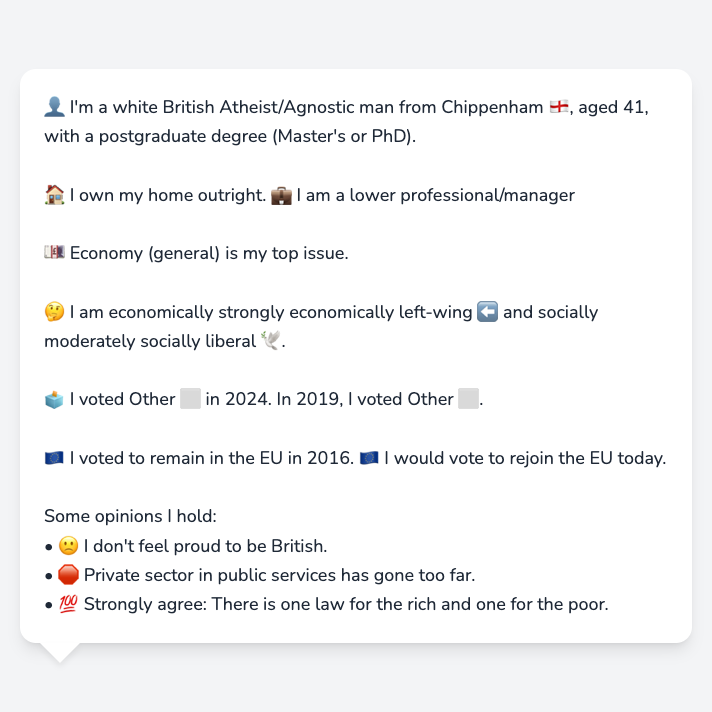 👤 I'm a white British Atheist/Agnostic man from Chippenham 🏴󠁧󠁢󠁥󠁮󠁧󠁿, aged 41,
with a postgraduate degree (Master's or PhD).
🏠 I own my home outright. 💼 I am a lower professional/manager
💷 Economy (general) is my top issue.
🤔 I am economically strongly economically left-wing ⬅️ and socially
moderately socially liberal 🕊️.
🗳️ I voted Other ⬜ in 2024. In 2019, I voted Other ⬜.
🇪🇺 I voted to remain in the EU in 2016. 🇪🇺 I would vote to rejoin the EU today.
Some opinions I hold:
• 🙁 I don't feel proud to be British.
• 🛑 Private sector in public services has gone too far.
• 💯 Strongly agree: There is one law for the rich and one for the poor.